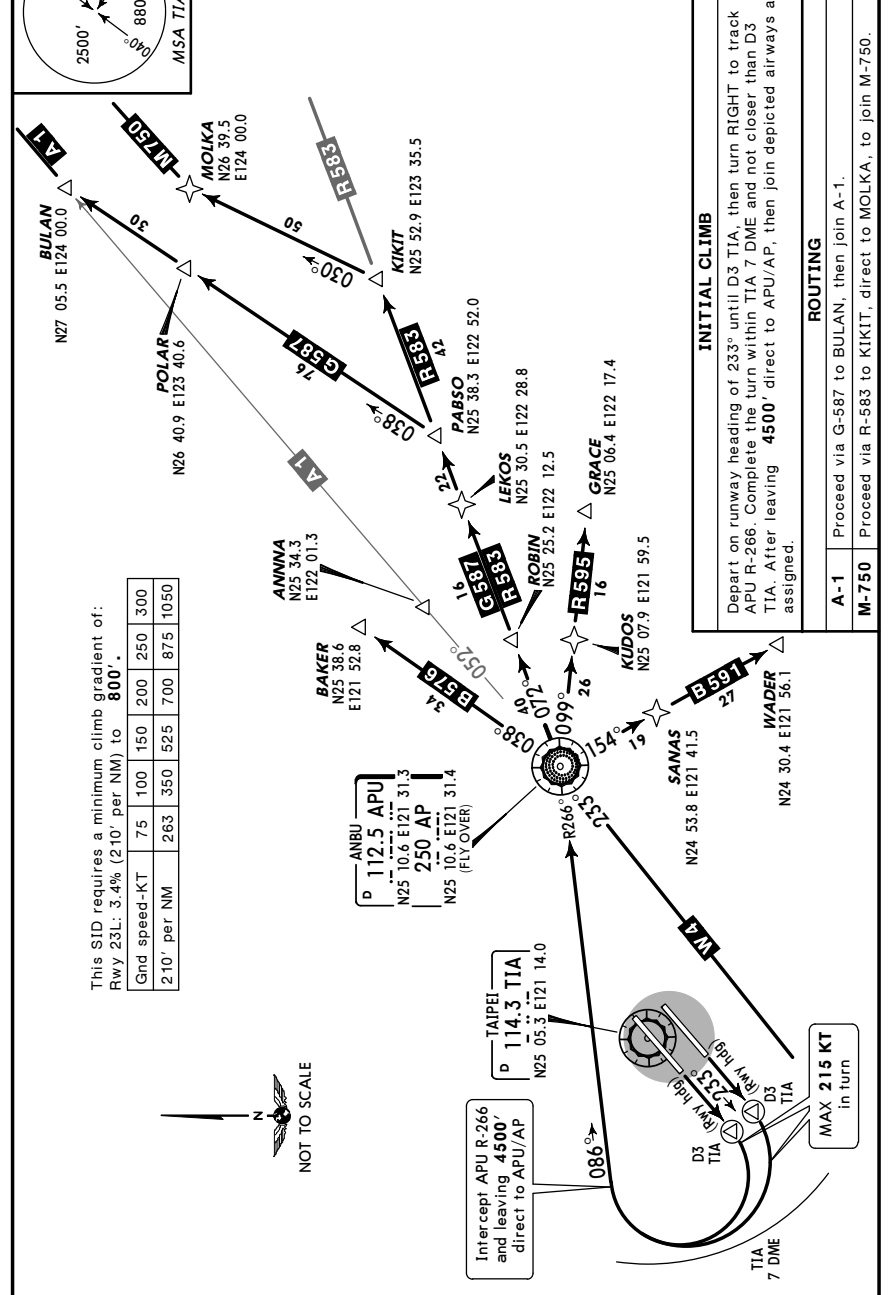 2500'
880
040°
MSA TIA
This SID requires a minimum climb gradient of:
Rwy 23L: 3.4% (210' per NM) to 800'.
Gnd speed-KT 75 100 150 200 250 300
210' per NM 263 350 525 700 875 1050
N
NOT TO SCALE
A 1
BULAN
N27 05.5 E124 00.0
30
M 750
MOLKA
N26 39.5
E124 00.0
POLAR
N26 40.9 E123 40.6
R 583
50
030°
KIKIT
N25 52.9 E123 35.5
G 587
76
038°
R 583
42
PABSO
N25 38.3 E122 52.0
A 1
22
LEKOS
N25 30.5 E122 28.8
ANNNA
N25 34.3
E122 01.3
052°
G 587
R 583
16
ROBIN
N25 25.2 E122 12.5
BAKER
N25 38.6
E121 52.8
B 576
34
038°
40
072°
GRACE
N25 06.4 E122 17.4
R 595
16
KUDOS
N25 07.9 E121 59.5
099°
26
154°
19
SANAS
N24 53.8 E121 41.5
B 591
27
WADER
N24 30.4 E121 56.1
ANBU
D 112.5 APU
N25 10.6 E121 31.3
250 AP
N25 10.6 E121 31.4
(FLY OVER)
R266°
233°
W 4
TAIPEI
D 114.3 TIA
N25 05.3 E121 14.0
Intercept APU R-266
and leaving 4500'
direct to APU/AP
086°
(Rwy hdg)
233°
(Rwy hdg)
D3
TIA
D3
TIA
MAX 215 KT
in turn
TIA
7 DME
INITIAL CLIMB
Depart on runway heading of 233° until D3 TIA, then turn RIGHT to track
APU R-266. Complete the turn within TIA 7 DME and not closer than D3
TIA. After leaving 4500' direct to APU/AP, then join depicted airways a
assigned.
ROUTING
A-1 Proceed via G-587 to BULAN, then join A-1.
M-750 Proceed via R-583 to KIKIT, direct to MOLKA, to join M-750.